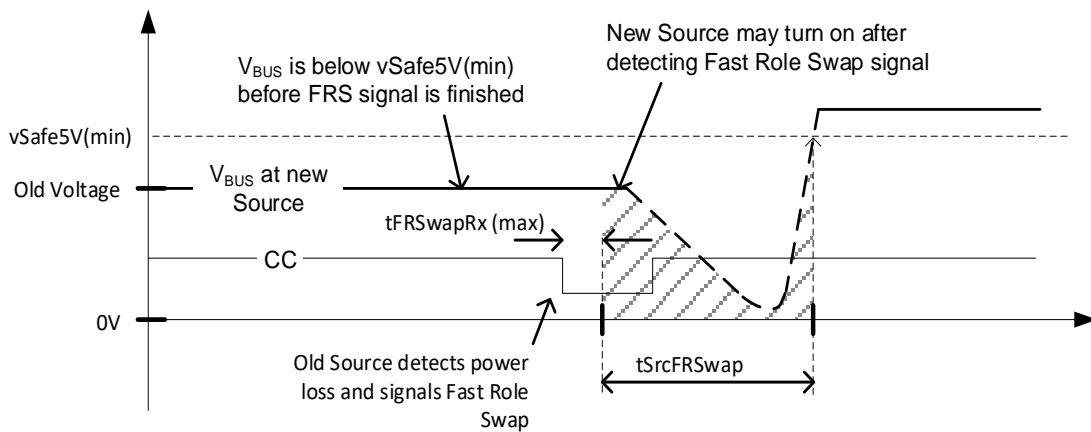 New Source may turn on after
detecting Fast Role Swap signal
VBUS is below vSafe5V(min)
before FRS signal is finished
vSafe5V(min)
Old Voltage
VBUS at new
Source
tFRSwapRx (max)
CC
0V
Old Source detects power
loss and signals Fast Role
Swap
tSrcFRSwap